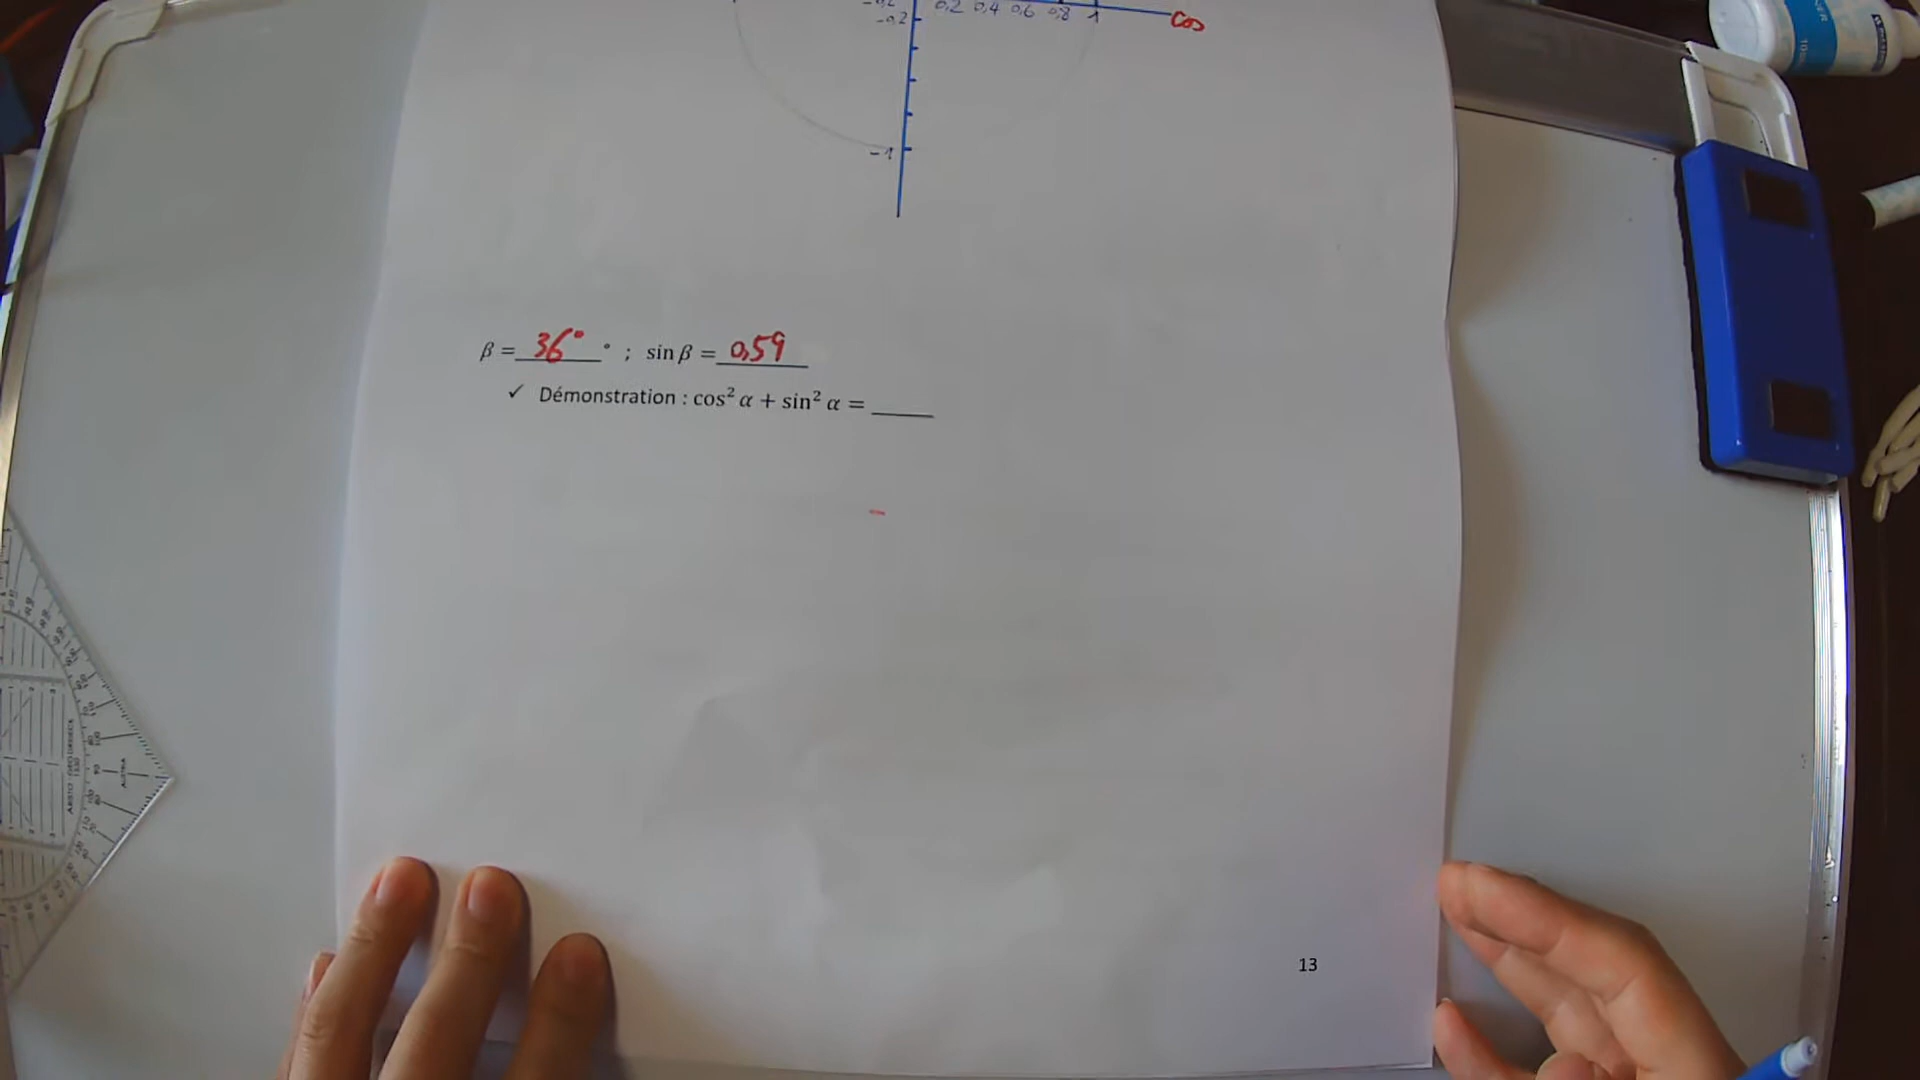 -0,2 0,2 0,4 0,6 0,8 1 cos
-1
β = 36° ° ; sin β = 0,59
✓ Démonstration : cos² α + sin² α = _____
13